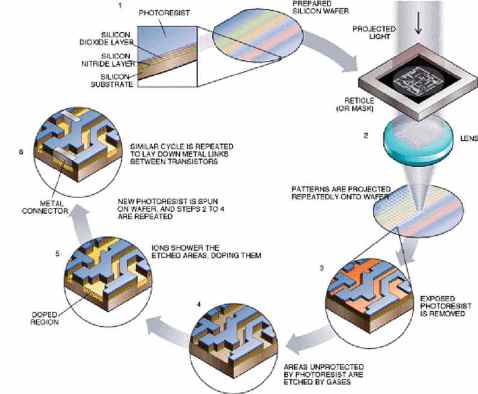 1
PHOTORESIST
SILICON
DIOXIDE LAYER
SILICON
NITRIDE LAYER
SILICON
SUBSTRATE
PREPARED
SILICON WAFER
PROJECTED
LIGHT
RETICLE
(OR MASK)
2
LENS
PATTERNS ARE PROJECTED
REPEATEDLY ONTO WAFER
3
EXPOSED
PHOTORESIST
IS REMOVED
4
AREAS UNPROTECTED
BY PHOTORESIST ARE
ETCHED BY GASES
5
IONS SHOWER THE
ETCHED AREAS, DOPING THEM
DOPED
REGION
NEW PHOTORESIST IS SPUN
ON WAFER, AND STEPS 2 TO 4
ARE REPEATED
6
SIMILAR CYCLE IS REPEATED
TO LAY DOWN METAL LINKS
BETWEEN TRANSISTORS
METAL
CONNECTOR